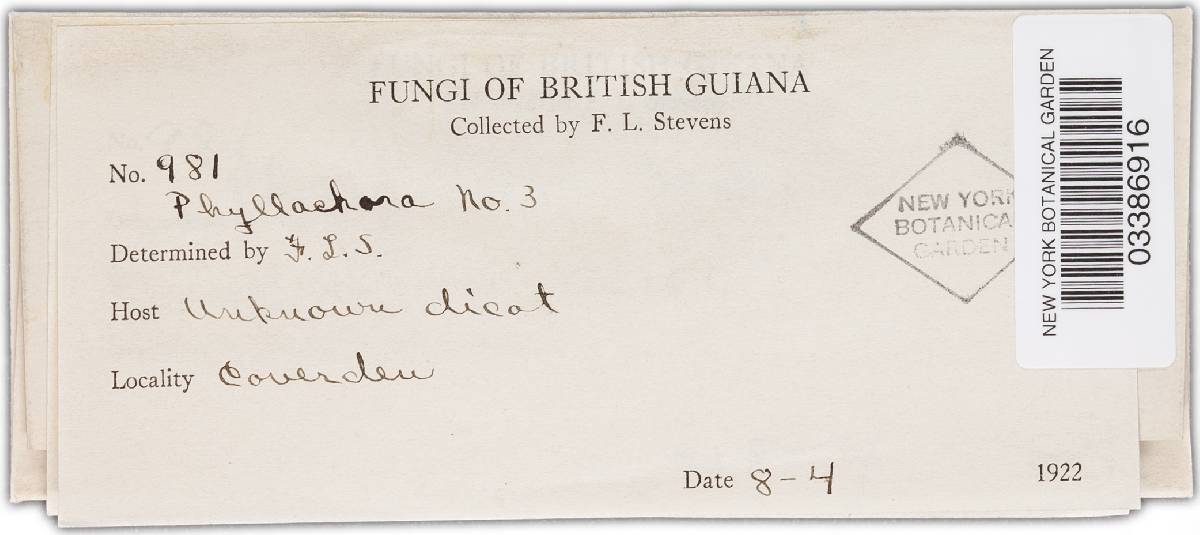 FUNGI OF BRITISH GUIANA
Collected by F. L. Stevens
No. 981
Phyllachora No. 3
Determined by F. L. S.
Host Unknown dicot
Locality Coverden
Date 8-4 1922
NEW YORK
BOTANICAL
GARDEN
NEW YORK BOTANICAL GARDEN
03386916